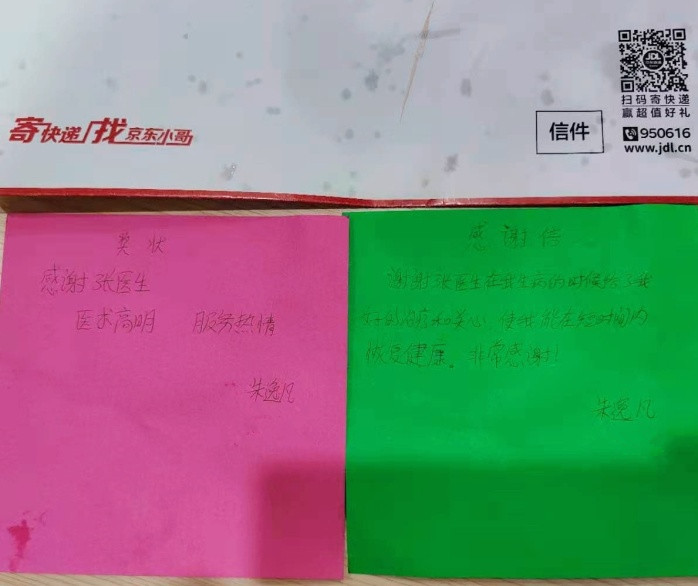 JDL
扫码寄快递
赢超值好礼
寄快递 找京东小哥
信件
950616
www.jdl.cn
奖状
感谢张医生
医术高明 服务热情
朱逸凡
感谢信
谢谢张医生在我生病的时候给了我
好的治疗和关心，使我能在短时间内
恢复健康。非常感谢！
朱逸凡